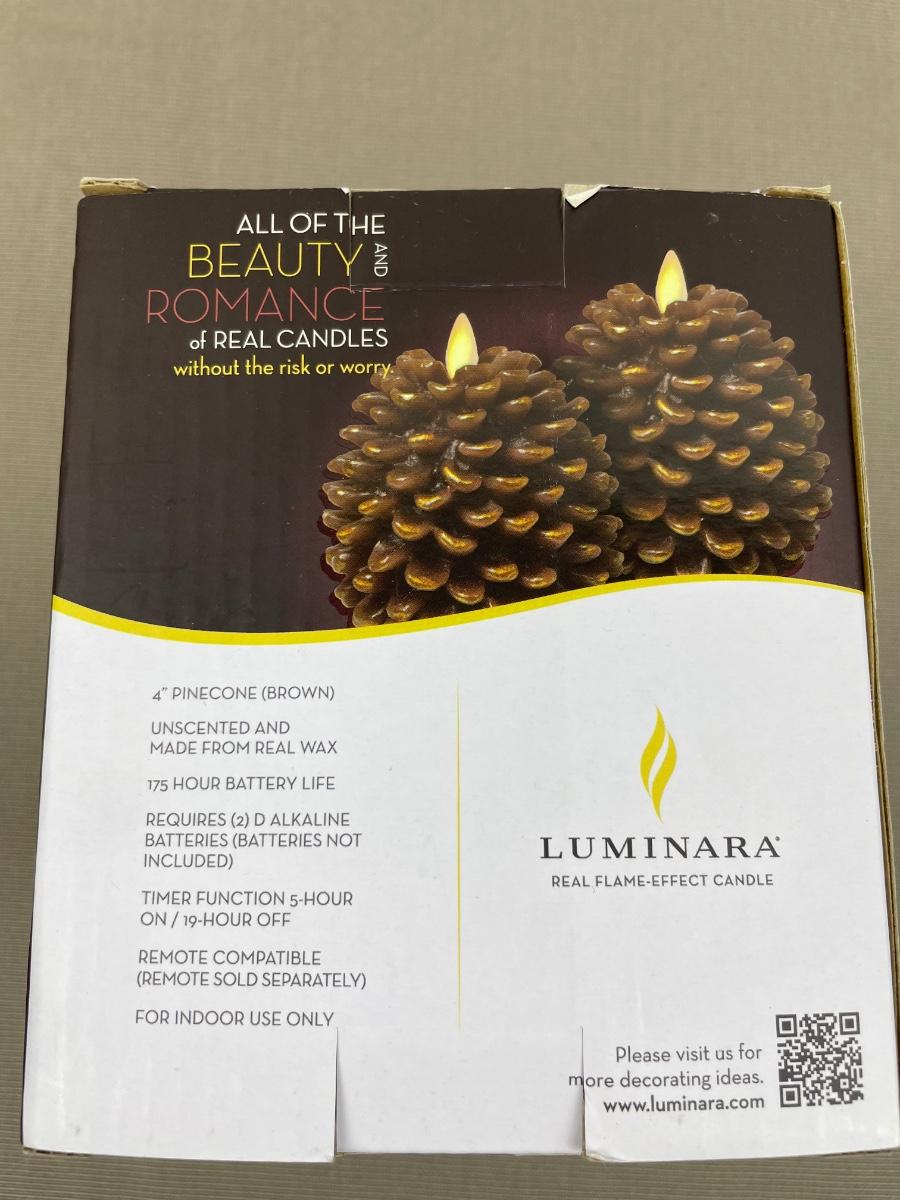 ALL OF THE
BEAUTY AND
ROMANCE
of REAL CANDLES
without the risk or worry.
4” PINECONE (BROWN)
UNSCENTED AND
MADE FROM REAL WAX
175 HOUR BATTERY LIFE
REQUIRES (2) D ALKALINE
BATTERIES (BATTERIES NOT
INCLUDED)
TIMER FUNCTION 5-HOUR
ON / 19-HOUR OFF
REMOTE COMPATIBLE
(REMOTE SOLD SEPARATELY)
FOR INDOOR USE ONLY
LUMINARA®
REAL FLAME-EFFECT CANDLE
Please visit us for
more decorating ideas.
www.luminara.com